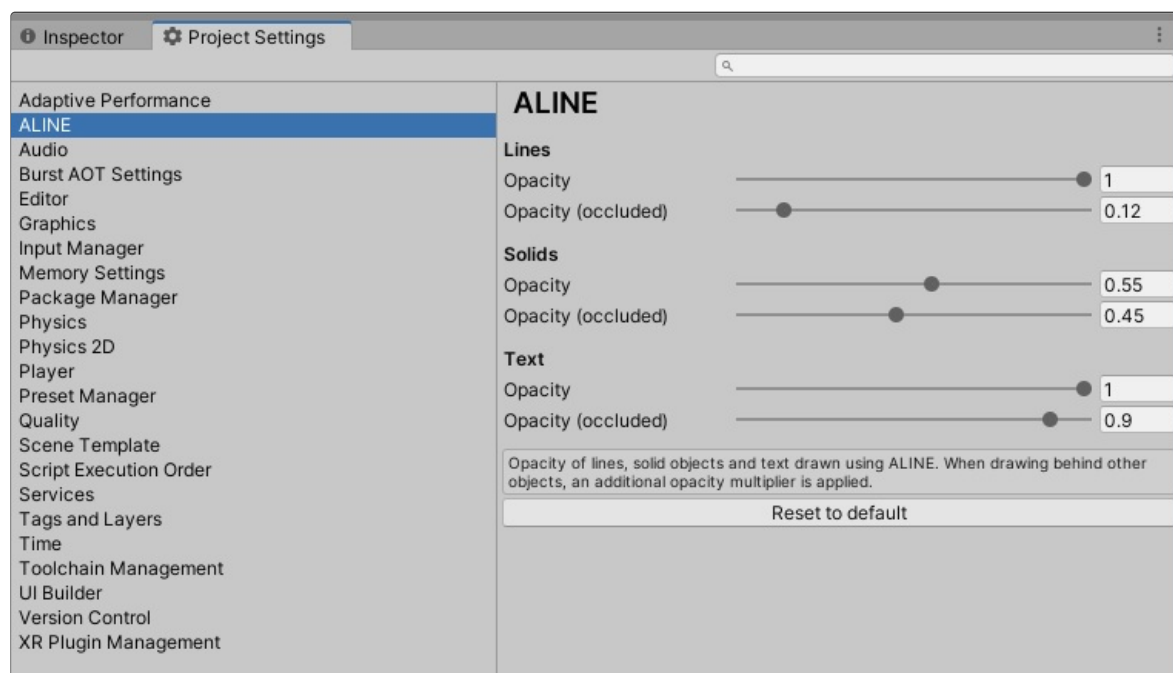 Inspector
Project Settings
Adaptive Performance
ALINE
Audio
Burst AOT Settings
Editor
Graphics
Input Manager
Memory Settings
Package Manager
Physics
Physics 2D
Player
Preset Manager
Quality
Scene Template
Script Execution Order
Services
Tags and Layers
Time
Toolchain Management
UI Builder
Version Control
XR Plugin Management
ALINE
Lines
Opacity 1
Opacity (occluded) 0.12
Solids
Opacity 0.55
Opacity (occluded) 0.45
Text
Opacity 1
Opacity (occluded) 0.9
Opacity of lines, solid objects and text drawn using ALINE. When drawing behind other
objects, an additional opacity multiplier is applied.
Reset to default